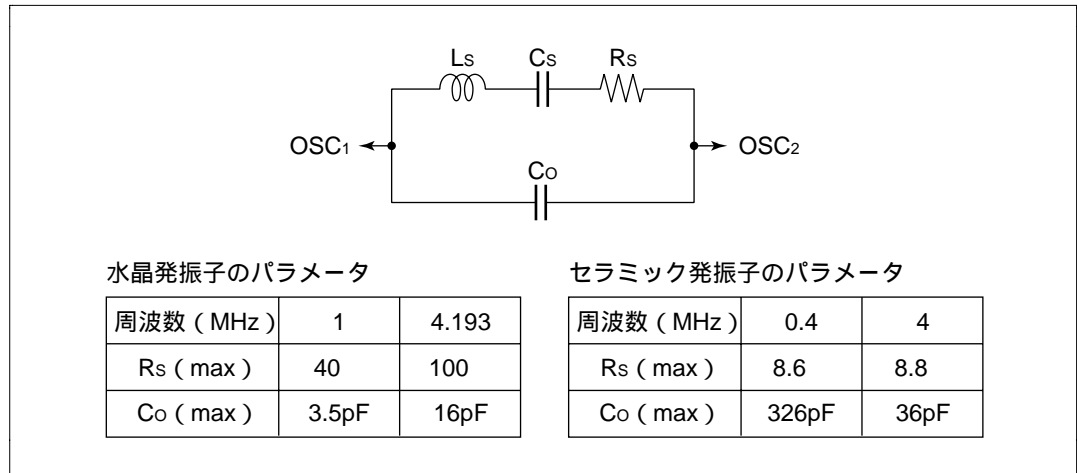 Ls Cs Rs
OSC1 OSC2
Co
水晶発振子のパラメータ
周波数(MHz) 1 4.193
Rs(max) 40 100
Co(max) 3.5pF 16pF
セラミック発振子のパラメータ
周波数(MHz) 0.4 4
Rs(max) 8.6 8.8
Co(max) 326pF 36pF